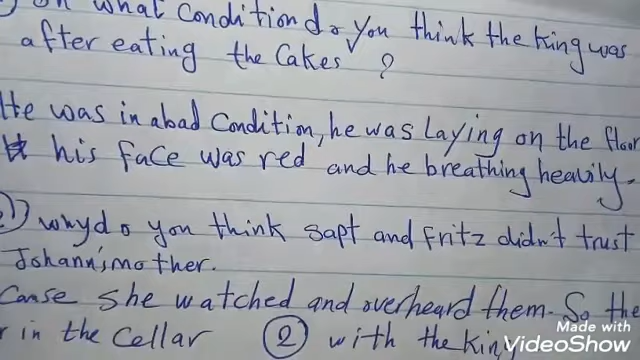 ) on what condition do you think the king was
after eating the cakes ?
He was in abad condition, he was laying on the floor
his face was red and he breathing heavily.
2) why do you think sapt and fritz didn't trust
Johann's mother.
Cause she watched and overheard them. So the
in the cellar (2) with the kin
Made with
VideoShow